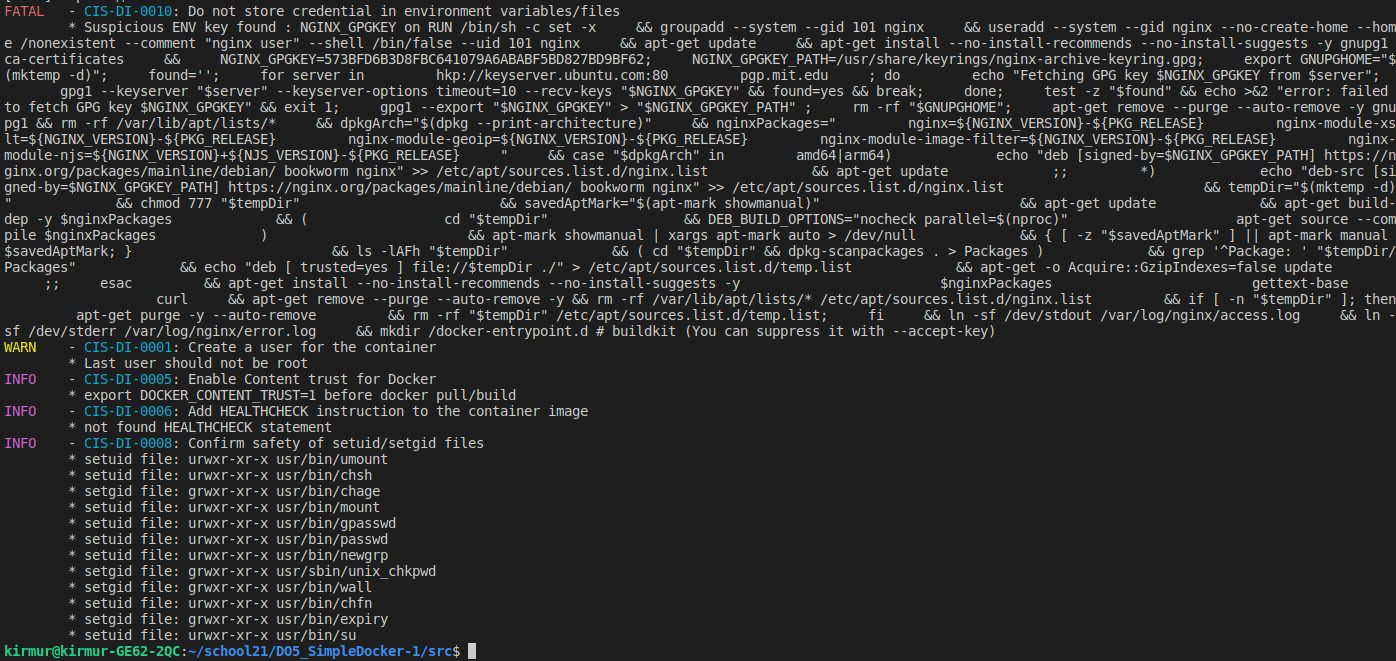 FATAL - CIS-DI-0010: Do not store credential in environment variables/files
* Suspicious ENV key found : NGINX_GPGKEY on RUN /bin/sh -c set -x && groupadd --system --gid 101 nginx && useradd --system --gid nginx --no-create-home --hom
e /nonexistent --comment "nginx user" --shell /bin/false --uid 101 nginx && apt-get update && apt-get install --no-install-recommends --no-install-suggests -y gnupg1
ca-certificates && NGINX_GPGKEY=573BFD6B3D8FBC641079A6ABABF5BD827BD9BF62; NGINX_GPGKEY_PATH=/usr/share/keyrings/nginx-archive-keyring.gpg; export GNUPGHOME="$
(mktemp -d)"; found=''; for server in hkp://keyserver.ubuntu.com:80 pgp.mit.edu ; do echo "Fetching GPG key $NGINX_GPGKEY from $server";
gpg1 --keyserver "$server" --keyserver-options timeout=10 --recv-keys "$NGINX_GPGKEY" && found=yes && break; done; test -z "$found" && echo >&2 "error: failed
to fetch GPG key $NGINX_GPGKEY" && exit 1; gpg1 --export "$NGINX_GPGKEY" > "$NGINX_GPGKEY_PATH" ; rm -rf "$GNUPGHOME"; apt-get remove --purge --auto-remove -y gnu
pg1 && rm -rf /var/lib/apt/lists/* && dpkgArch="$(dpkg --print-architecture)" && nginxPackages=" nginx=${NGINX_VERSION}-${PKG_RELEASE} nginx-module-xs
lt=${NGINX_VERSION}-${PKG_RELEASE} nginx-module-geoip=${NGINX_VERSION}-${PKG_RELEASE} nginx-module-image-filter=${NGINX_VERSION}-${PKG_RELEASE} nginx-
module-njs=${NGINX_VERSION}+${NJS_VERSION}-${PKG_RELEASE} " && case "$dpkgArch" in amd64|arm64) echo "deb [signed-by=$NGINX_GPGKEY_PATH] https://n
ginx.org/packages/mainline/debian/ bookworm nginx" >> /etc/apt/sources.list.d/nginx.list && apt-get update ;; *) echo "deb-src [si
gned-by=$NGINX_GPGKEY_PATH] https://nginx.org/packages/mainline/debian/ bookworm nginx" >> /etc/apt/sources.list.d/nginx.list && tempDir="$(mktemp -d)
" && chmod 777 "$tempDir" && savedAptMark="$(apt-mark showmanual)" && apt-get update && apt-get build-
dep -y $nginxPackages && ( cd "$tempDir" && DEB_BUILD_OPTIONS="nocheck parallel=$(nproc)" apt-get source --com
pile $nginxPackages ) && apt-mark showmanual | xargs apt-mark auto > /dev/null && { [ -z "$savedAptMark" ] || apt-mark manual
$savedAptMark; } && ls -lAFh "$tempDir" && ( cd "$tempDir" && dpkg-scanpackages . > Packages ) && grep '^Package: ' "$tempDir/
Packages" && echo "deb [ trusted=yes ] file://$tempDir ./" > /etc/apt/sources.list.d/temp.list && apt-get -o Acquire::GzipIndexes=false update
;; esac && apt-get install --no-install-recommends --no-install-suggests -y $nginxPackages gettext-base
curl && apt-get remove --purge --auto-remove -y && rm -rf /var/lib/apt/lists/* /etc/apt/sources.list.d/nginx.list && if [ -n "$tempDir" ]; then
apt-get purge -y --auto-remove && rm -rf "$tempDir" /etc/apt/sources.list.d/temp.list; fi && ln -sf /dev/stdout /var/log/nginx/access.log && ln -
sf /dev/stderr /var/log/nginx/error.log && mkdir /docker-entrypoint.d # buildkit (You can suppress it with --accept-key)
WARN - CIS-DI-0001: Create a user for the container
* Last user should not be root
INFO - CIS-DI-0005: Enable Content trust for Docker
* export DOCKER_CONTENT_TRUST=1 before docker pull/build
INFO - CIS-DI-0006: Add HEALTHCHECK instruction to the container image
* not found HEALTHCHECK statement
INFO - CIS-DI-0008: Confirm safety of setuid/setgid files
* setuid file: urwxr-xr-x usr/bin/umount
* setuid file: urwxr-xr-x usr/bin/chsh
* setgid file: grwxr-xr-x usr/bin/chage
* setuid file: urwxr-xr-x usr/bin/mount
* setuid file: urwxr-xr-x usr/bin/gpasswd
* setuid file: urwxr-xr-x usr/bin/passwd
* setuid file: urwxr-xr-x usr/bin/newgrp
* setgid file: grwxr-xr-x usr/sbin/unix_chkpwd
* setgid file: grwxr-xr-x usr/bin/wall
* setuid file: urwxr-xr-x usr/bin/chfn
* setgid file: grwxr-xr-x usr/bin/expiry
* setuid file: urwxr-xr-x usr/bin/su
kirmur@kirmur-GE62-2QC:~/school21/DO5_SimpleDocker-1/src$